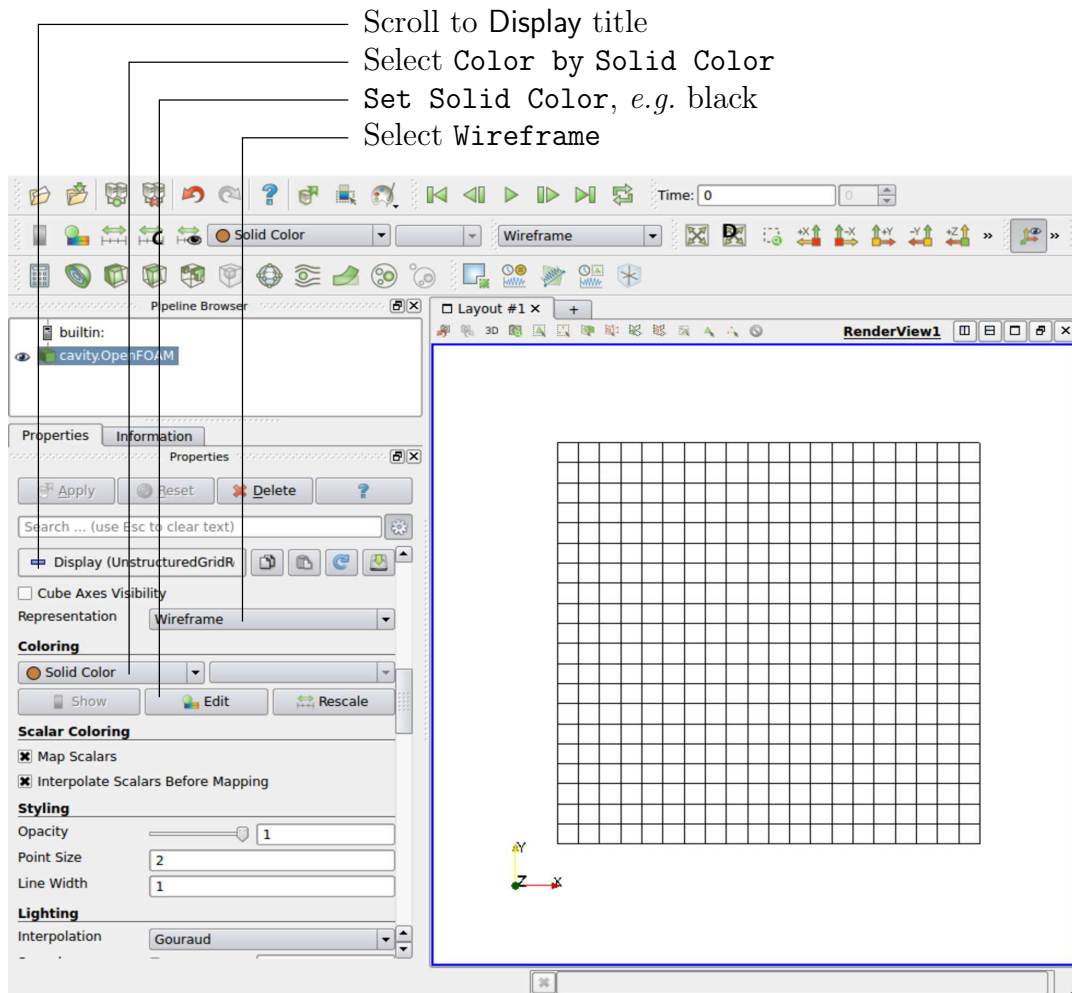 Scroll to Display title
Select Color by Solid Color
Set Solid Color, e.g. black
Select Wireframe
Time: 0 0
Solid Color Wireframe +X -X +Y -Y +Z »  »
Pipeline Browser
Layout #1 × +
builtin:
3D RenderView1
cavity.OpenFOAM
Properties Information
Properties
Apply Reset Delete ?
Search ... (use Esc to clear text)
Display (UnstructuredGridR
Cube Axes Visibility
Representation Wireframe
Coloring
Solid Color
Show Edit Rescale
Scalar Coloring
Map Scalars
Interpolate Scalars Before Mapping
Styling
Opacity 1
Point Size 2
Line Width 1
Y
Z X
Lighting
Interpolation Gouraud